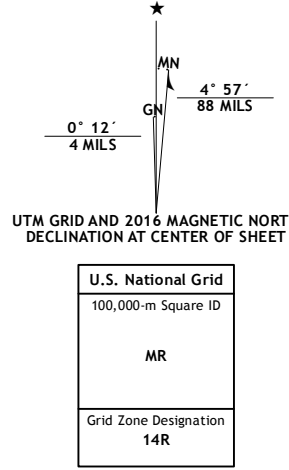 ★
MN
GN
4° 57´
88 MILS
0° 12´
4 MILS
UTM GRID AND 2016 MAGNETIC NORT
DECLINATION AT CENTER OF SHEET
U.S. National Grid
100,000-m Square ID
MR
Grid Zone Designation
14R